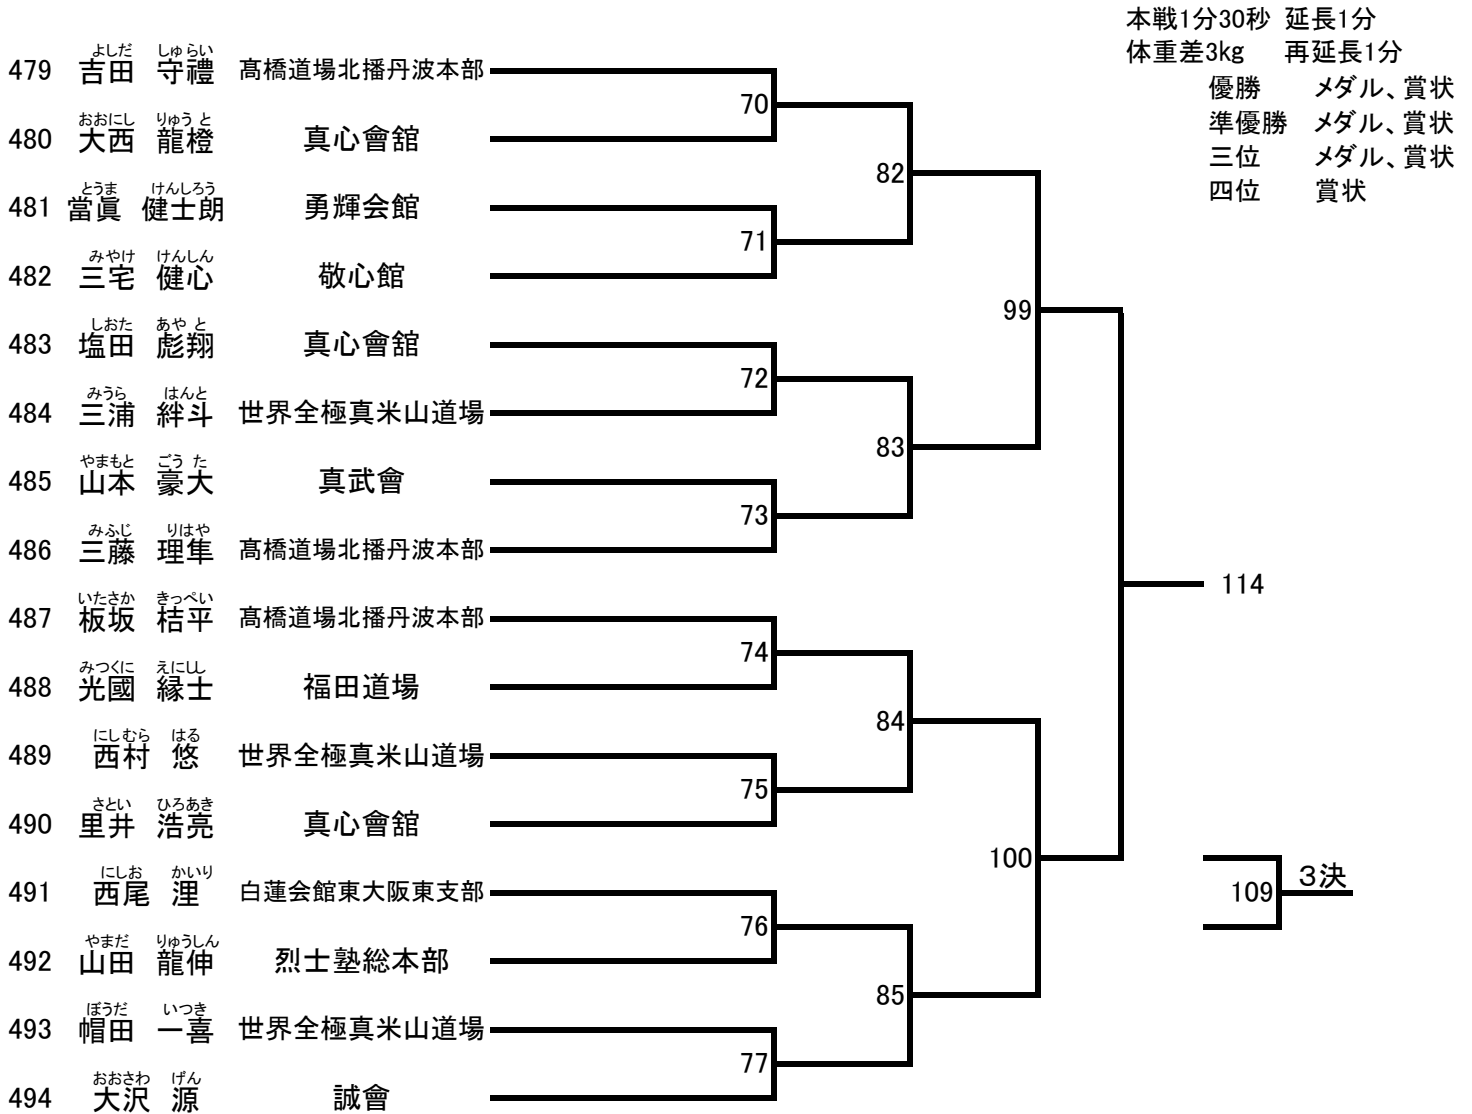 本戦1分30秒 延長1分
体重差3kg 再延長1分
優勝 メダル、賞状
準優勝 メダル、賞状
三位 メダル、賞状
四位 賞状
よしだ しゅらい
479 吉田 守禮 髙橋道場北播丹波本部
70
おおにし りゅうと
480 大西 龍橙 真心會舘
82
とうま けんしろう
481 當眞 健士朗 勇輝会館
71
みやけ けんしん
482 三宅 健心 敬心館
99
しおた あやと
483 塩田 彪翔 真心會舘
72
みうら はんと
484 三浦 絆斗 世界全極真米山道場
83
やまもと ごうた
485 山本 豪大 真武會
73
みふじ りはや
486 三藤 理隼 髙橋道場北播丹波本部
114
いたさか きっぺい
487 板坂 桔平 髙橋道場北播丹波本部
74
みつくに えにしし
488 光國 縁士 福田道場
84
にしむら はる
489 西村 悠 世界全極真米山道場
75
さとい ひろあき
490 里井 浩亮 真心會舘
100
にしお かいり
491 西尾 浬 白蓮会館東大阪東支部
109 3決
76
やまだ りゅうしん
492 山田 龍伸 烈士塾総本部
85
ぼうだ いつき
493 帽田 一喜 世界全極真米山道場
77
おおさわ げん
494 大沢 源 誠會